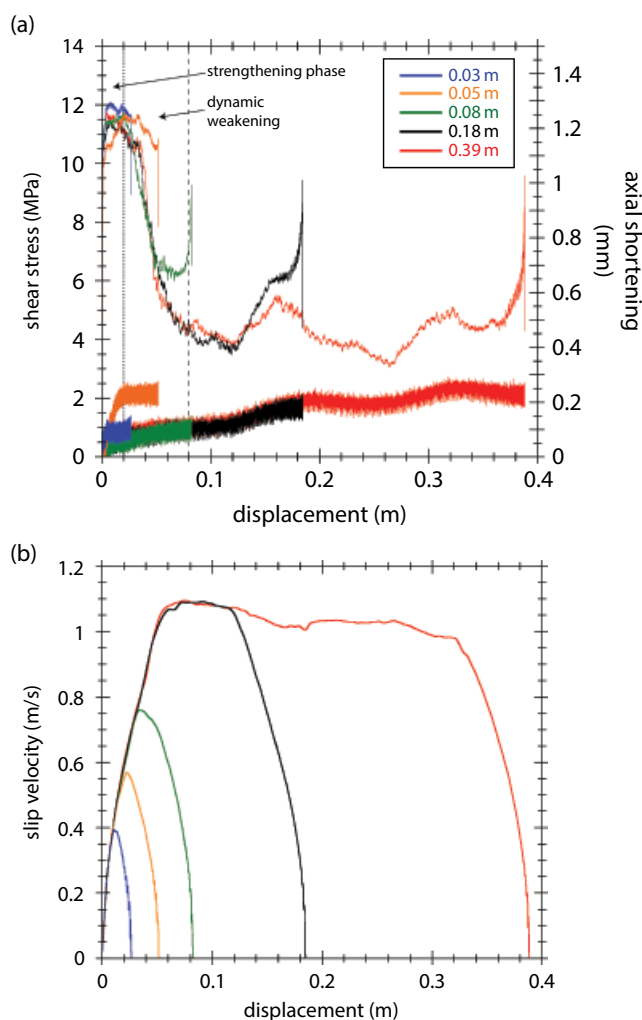 (a)
14
12
10
8
6
4
2
0
shear stress (MPa)
strengthening phase
dynamic
weakening
0.03 m
0.05 m
0.08 m
0.18 m
0.39 m
1.4
1.2
1
0.8
0.6
0.4
0.2
0
axial shortening
(mm)
0 0.1 0.2 0.3 0.4
displacement (m)
(b)
1.2
1
0.8
0.6
0.4
0.2
0
slip velocity (m/s)
0 0.1 0.2 0.3 0.4
displacement (m)